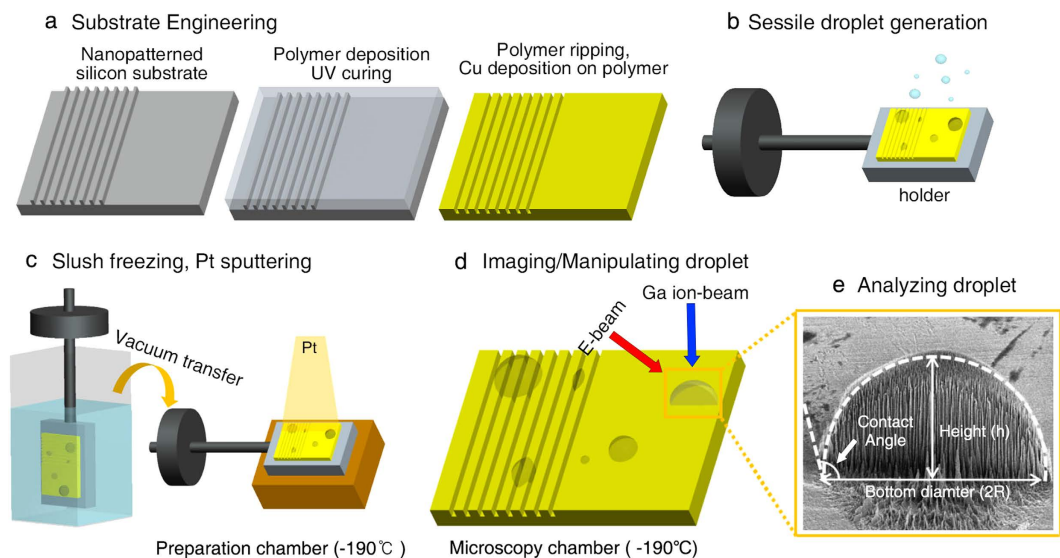 a Substrate Engineering
Nanopatterned
silicon substrate
Polymer deposition
UV curing
Polymer ripping,
Cu deposition on polymer
b Sessile droplet generation
holder
c Slush freezing, Pt sputtering
Vacuum transfer
Pt
Preparation chamber (-190℃)
d Imaging/Manipulating droplet
Ga ion-beam
E-beam
Microscopy chamber ( -190℃)
e Analyzing droplet
Contact
Angle
Height (h)
Bottom diamter (2R)